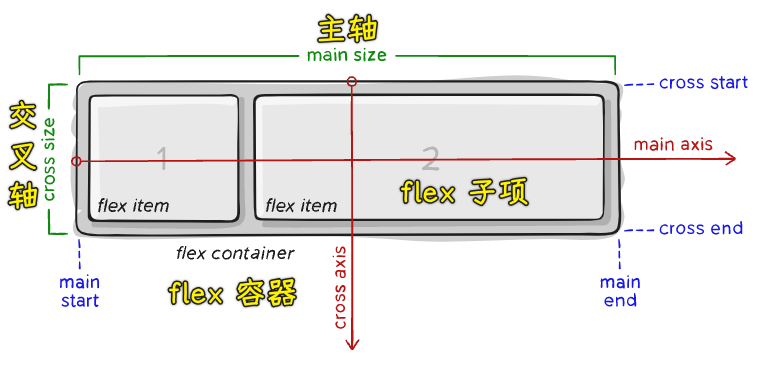 主轴
main size
cross start
交叉轴
cross size
1
2
main axis
flex item
flex item
flex 子项
cross end
flex container
main start
flex 容器
cross axis
main end